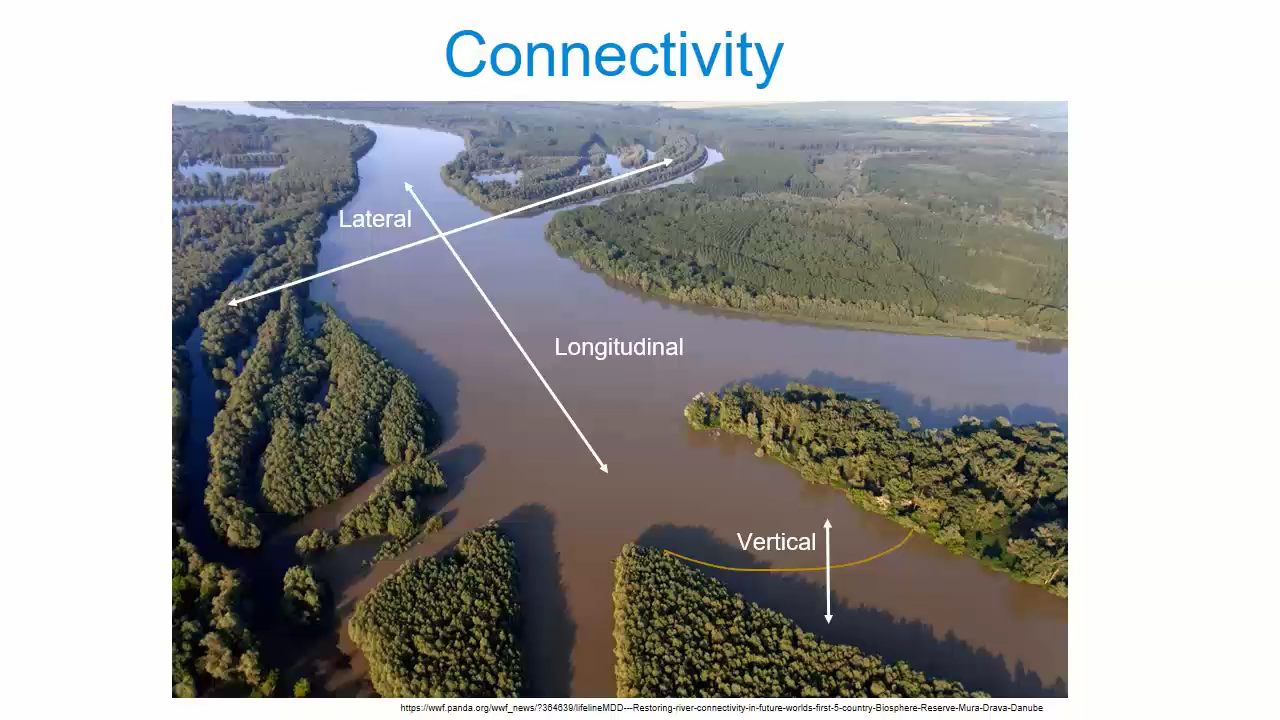 Connectivity
Lateral
Longitudinal
Vertical
https://wwf.panda.org/wwf_news/?364639/lifelineMDD---Restoring-river-connectivity-in-future-worlds-first-5-country-Biosphere-Reserve-Mura-Drava-Danube